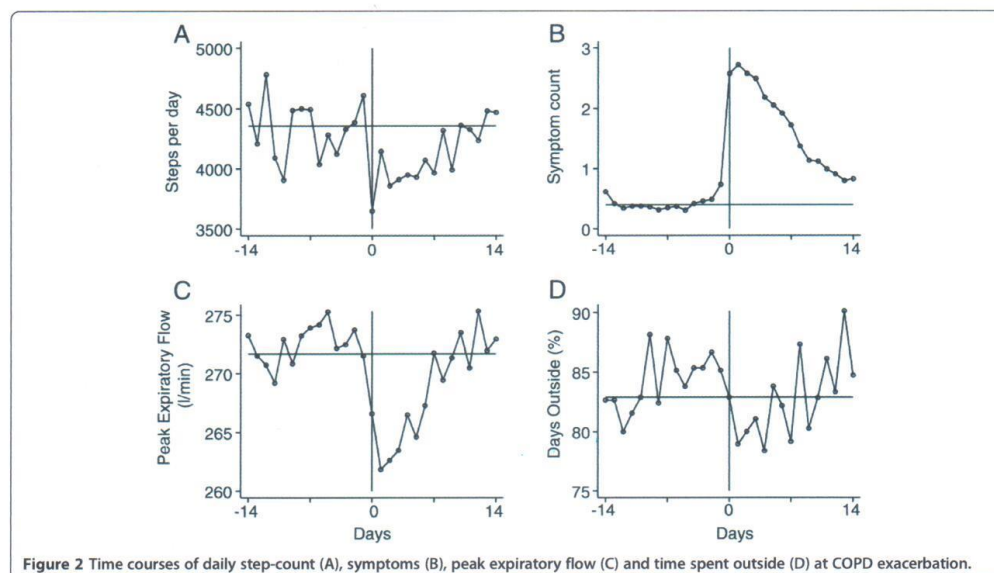 A
5000
4500
4000
3500
Steps per day
-14
0
14
B
3
2
1
0
Symptom count
-14
0
14
C
275
270
265
260
Peak Expiratory Flow
(l/min)
-14
0
14
Days
D
90
85
80
75
Days Outside (%)
-14
0
14
Days
Figure 2 Time courses of daily step-count (A), symptoms (B), peak expiratory flow (C) and time spent outside (D) at COPD exacerbation.